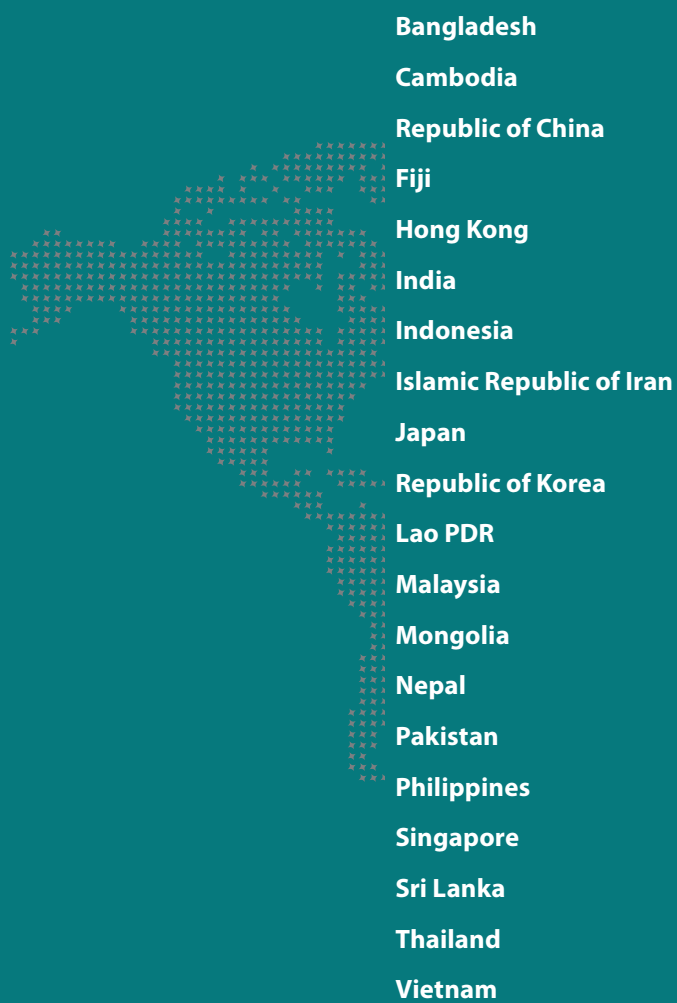 Bangladesh
Cambodia
Republic of China
Fiji
Hong Kong
India
Indonesia
Islamic Republic of Iran
Japan
Republic of Korea
Lao PDR
Malaysia
Mongolia
Nepal
Pakistan
Philippines
Singapore
Sri Lanka
Thailand
Vietnam